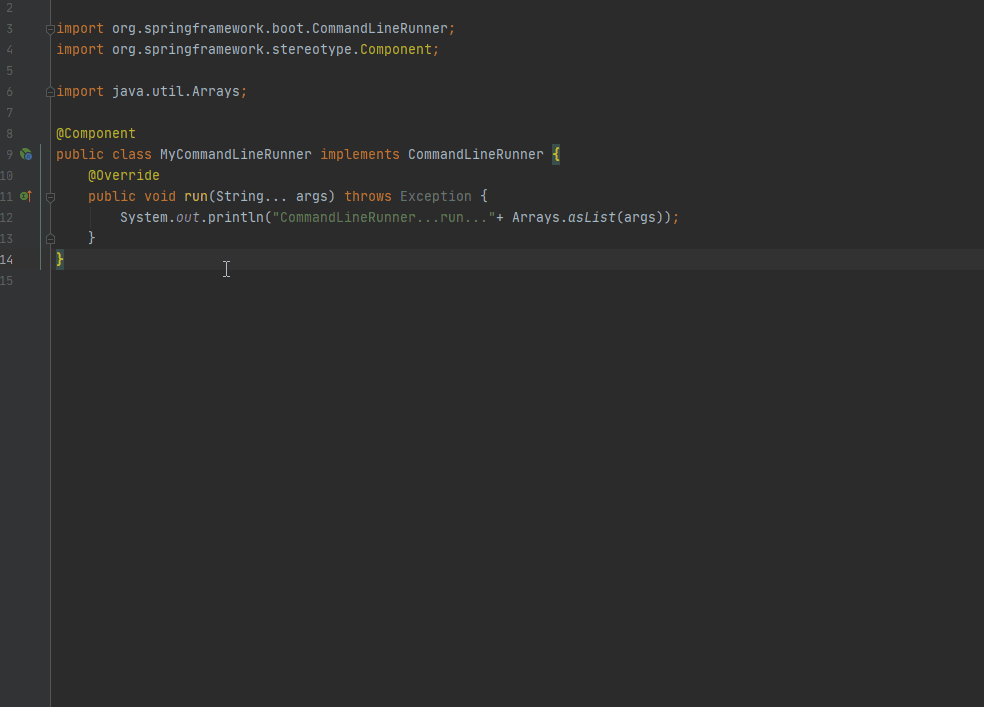 2
3 import org.springframework.boot.CommandLineRunner;
4 import org.springframework.stereotype.Component;
5
6 import java.util.Arrays;
7
8 @Component
9 public class MyCommandLineRunner implements CommandLineRunner {
10     @Override
11     public void run(String... args) throws Exception {
12         System.out.println("CommandLineRunner...run..."+ Arrays.asList(args));
13     }
14 }
15